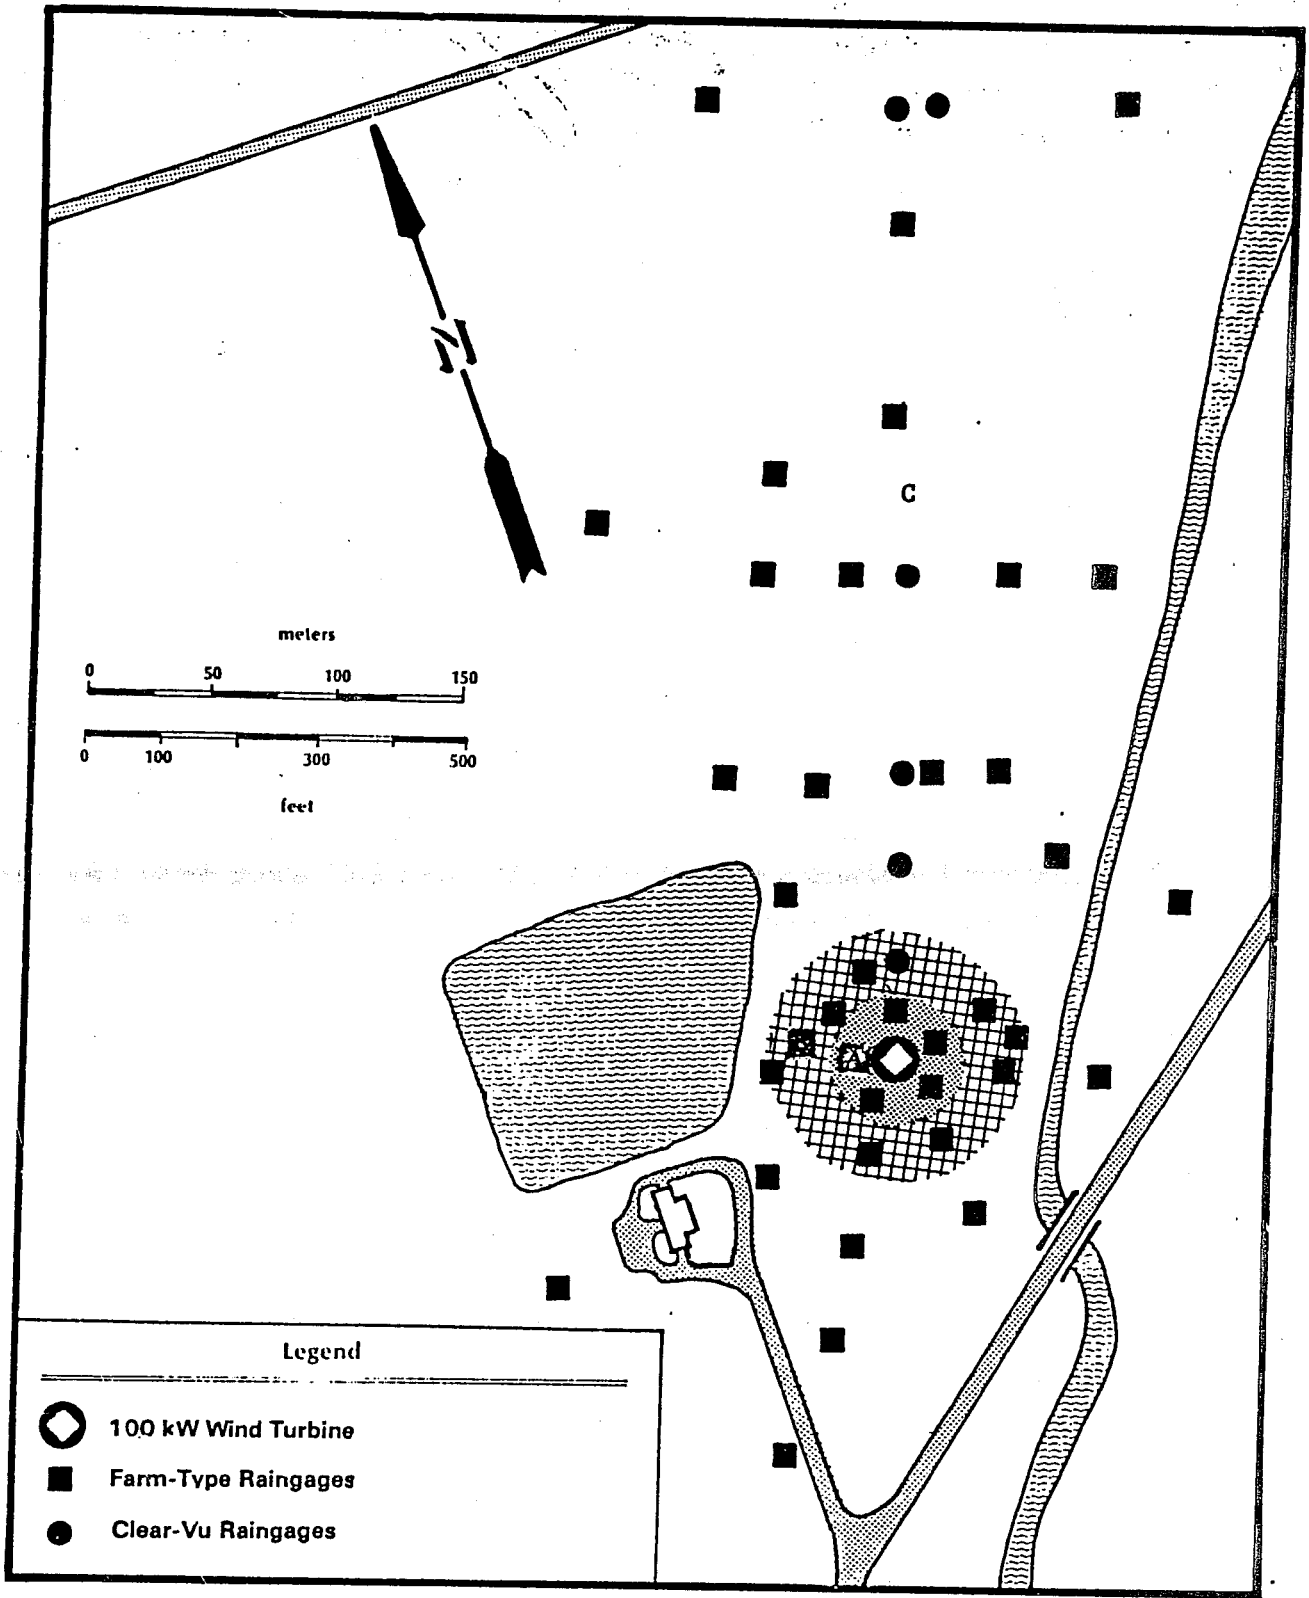 N
C
meters
0 50 100 150
0 100 300 500
feet
A
Legend
100 kW Wind Turbine
Farm-Type Raingages
Clear-Vu Raingages